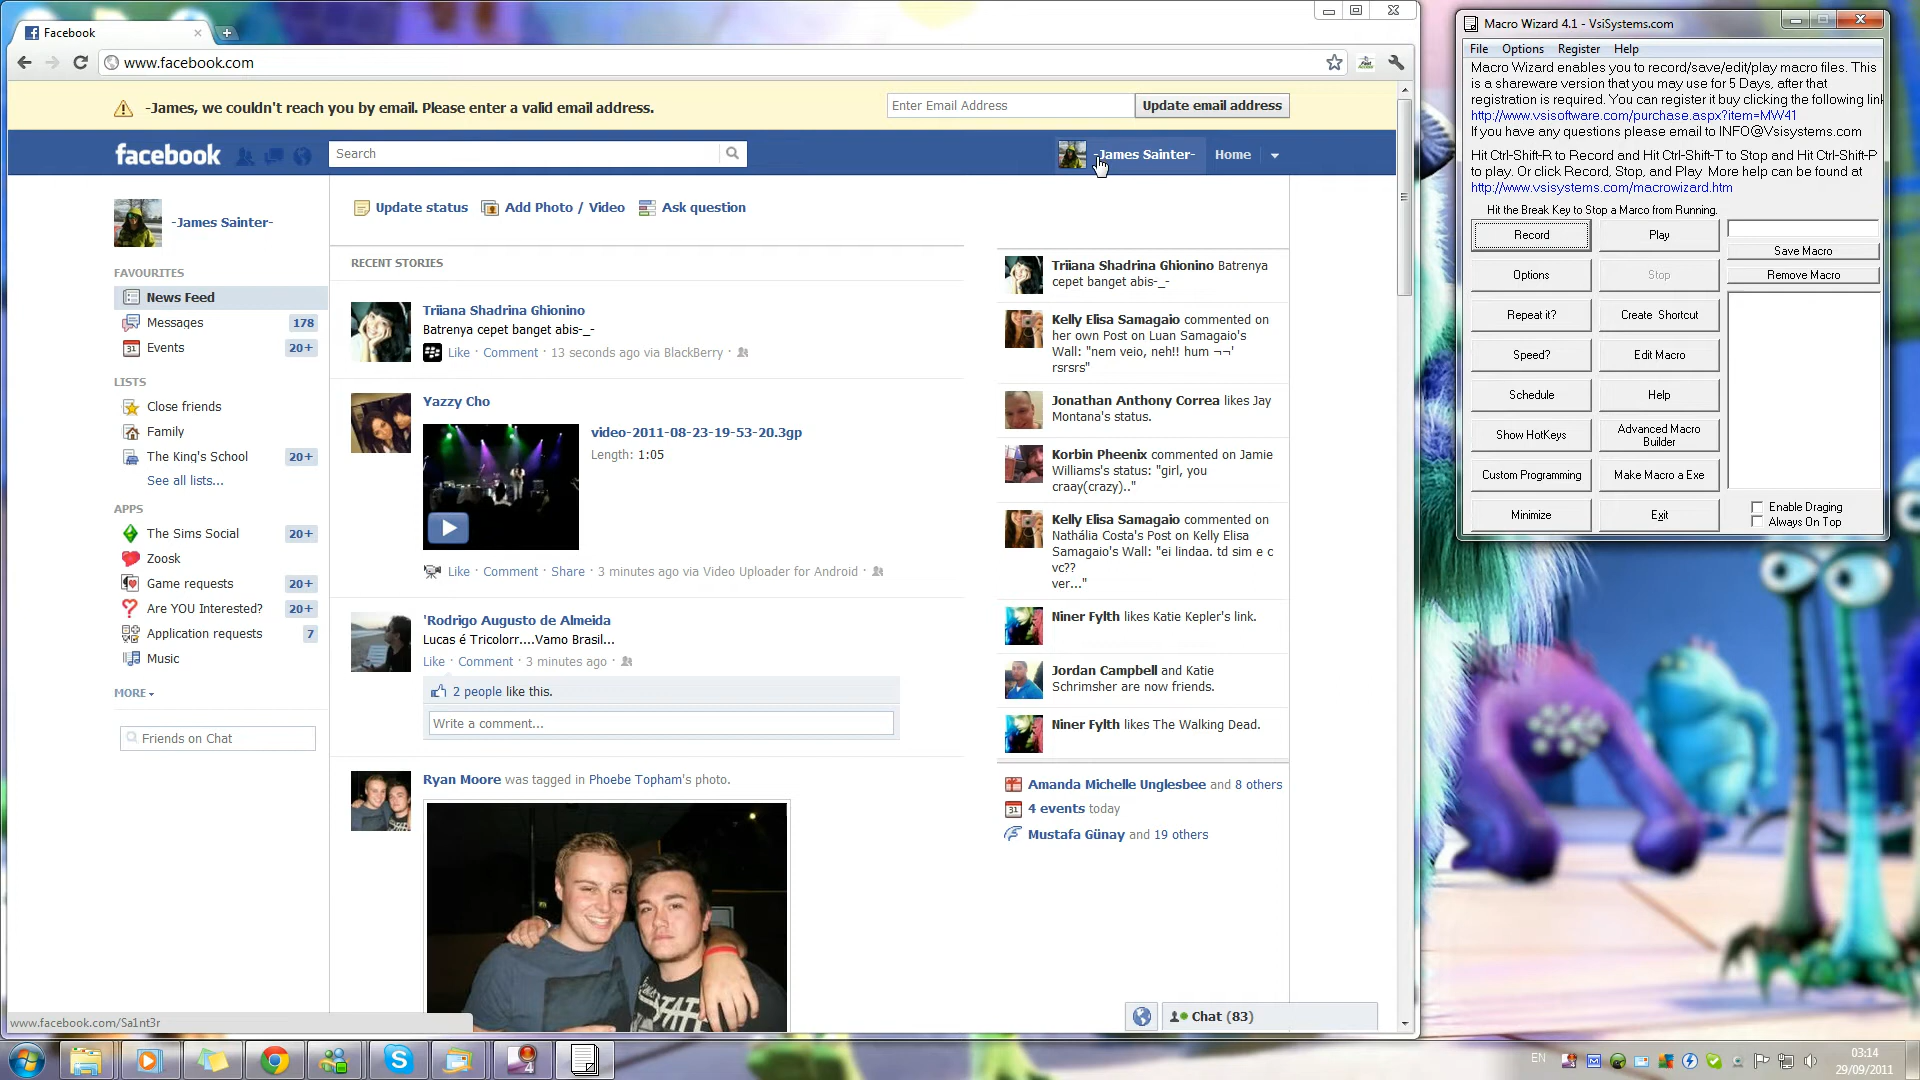 Facebook
www.facebook.com
-James, we couldn't reach you by email. Please enter a valid email address.
Enter Email Address
Update email address
facebook
Search
-James Sainter-
Home
-James Sainter-
FAVOURITES
News Feed
Messages 178
Events 20+
LISTS
Close friends
Family
The King's School 20+
See all lists...
APPS
The Sims Social 20+
Zoosk
Game requests 20+
Are YOU Interested? 20+
Application requests 7
Music
MORE
Friends on Chat
Update status
Add Photo / Video
Ask question
RECENT STORIES
Triiana Shadrina Ghionino
Batrenya cepet banget abis-_-
Like · Comment · 13 seconds ago via BlackBerry ·
Yazzy Cho
video-2011-08-23-19-53-20.3gp
Length: 1:05
Like · Comment · Share · 3 minutes ago via Video Uploader for Android ·
'Rodrigo Augusto de Almeida
Lucas é Tricolorr....Vamo Brasil...
Like · Comment · 3 minutes ago ·
2 people like this.
Write a comment...
Ryan Moore was tagged in Phoebe Topham's photo.
Triiana Shadrina Ghionino Batrenya
cepet banget abis-_-
Kelly Elisa Samagaio commented on
her own Post on Luan Samagaio's
Wall: "nem veio, neh!! hum ¬¬'
rsrsrs"
Jonathan Anthony Correa likes Jay
Montana's status.
Korbin Pheenix commented on Jamie
Williams's status: "girl, you
craay(crazy).."
Kelly Elisa Samagaio commented on
Nathália Costa's Post on Kelly Elisa
Samagaio's Wall: "ei lindaa. td sim e c
vc??
ver..."
Niner Fylth likes Katie Kepler's link.
Jordan Campbell and Katie
Schrimsher are now friends.
Niner Fylth likes The Walking Dead.
Amanda Michelle Unglesbee and 8 others
31 4 events today
Mustafa Günay and 19 others
Chat (83)
www.facebook.com/Sa1nt3r
Macro Wizard 4.1 - VsiSystems.com
File Options Register Help
Macro Wizard enables you to record/save/edit/play macro files. This
is a shareware version that you may use for 5 Days, after that
registration is required. You can register it buy clicking the following link
http://www.vsisoftware.com/purchase.aspx?item=MW41
If you have any questions please email to INFO@Vsisystems.com
Hit Ctrl-Shift-R to Record and Hit Ctrl-Shift-T to Stop and Hit Ctrl-Shift-P
to play. Or click Record, Stop, and Play More help can be found at
http://www.vsisystems.com/macrowizard.htm
Hit the Break Key to Stop a Marco from Running.
Record
Play
Save Macro
Options
Stop
Remove Macro
Repeat it?
Create Shortcut
Speed?
Edit Macro
Schedule
Help
Show HotKeys
Advanced Macro
Builder
Custom Programming
Make Macro a Exe
Minimize
Exit
Enable Draging
Always On Top
EN
03:14
29/09/2011